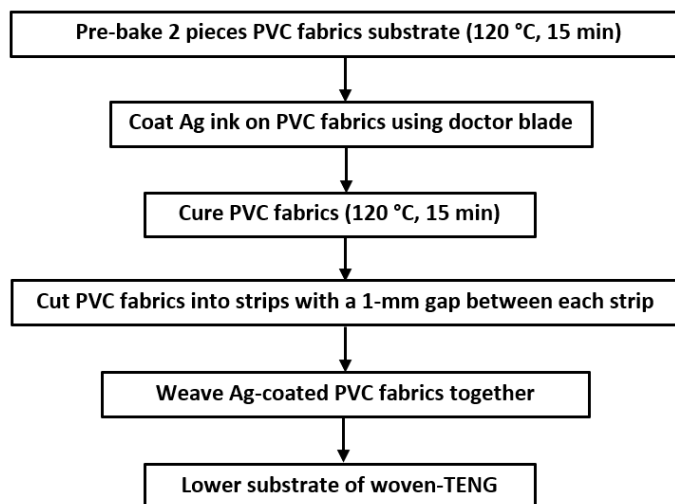 Pre-bake 2 pieces PVC fabrics substrate (120 °C, 15 min)
Coat Ag ink on PVC fabrics using doctor blade
Cure PVC fabrics (120 °C, 15 min)
Cut PVC fabrics into strips with a 1-mm gap between each strip
Weave Ag-coated PVC fabrics together
Lower substrate of woven-TENG